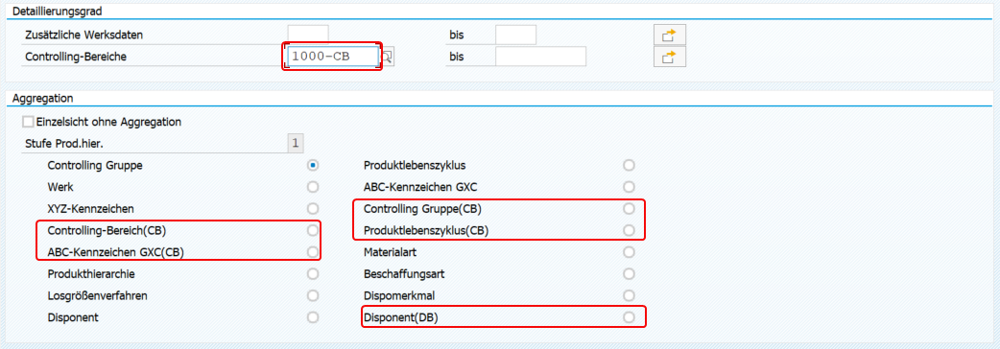 Detaillierungsgrad
Zusätzliche Werksdaten bis
Controlling-Bereiche 1000-CB bis
Aggregation
Einzelsicht ohne Aggregation
Stufe Prod.hier. 1
Controlling Gruppe Produktlebenszyklus
Werk ABC-Kennzeichen GXC
XYZ-Kennzeichen Controlling Gruppe(CB)
Controlling-Bereich(CB) Produktlebenszyklus(CB)
ABC-Kennzeichen GXC(CB) Materialart
Produkthierarchie Beschaffungsart
Losgrößenverfahren Dispomerkmal
Disponent Disponent(DB)